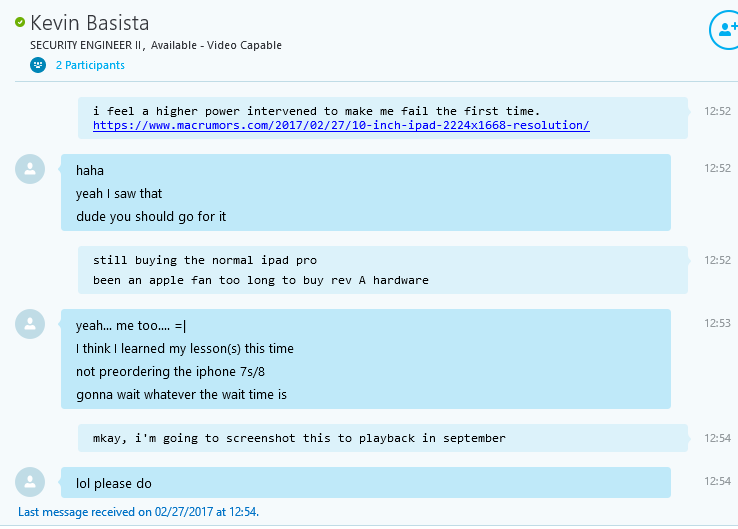 Kevin Basista
SECURITY ENGINEER II, Available - Video Capable
2 Participants
i feel a higher power intervened to make me fail the first time. 12:52
https://www.macrumors.com/2017/02/27/10-inch-ipad-2224x1668-resolution/
haha 12:52
yeah I saw that
dude you should go for it
still buying the normal ipad pro 12:52
been an apple fan too long to buy rev A hardware
yeah... me too.... =| 12:53
I think I learned my lesson(s) this time
not preordering the iphone 7s/8
gonna wait whatever the wait time is
mkay, i'm going to screenshot this to playback in september 12:54
lol please do 12:54
Last message received on 02/27/2017 at 12:54.